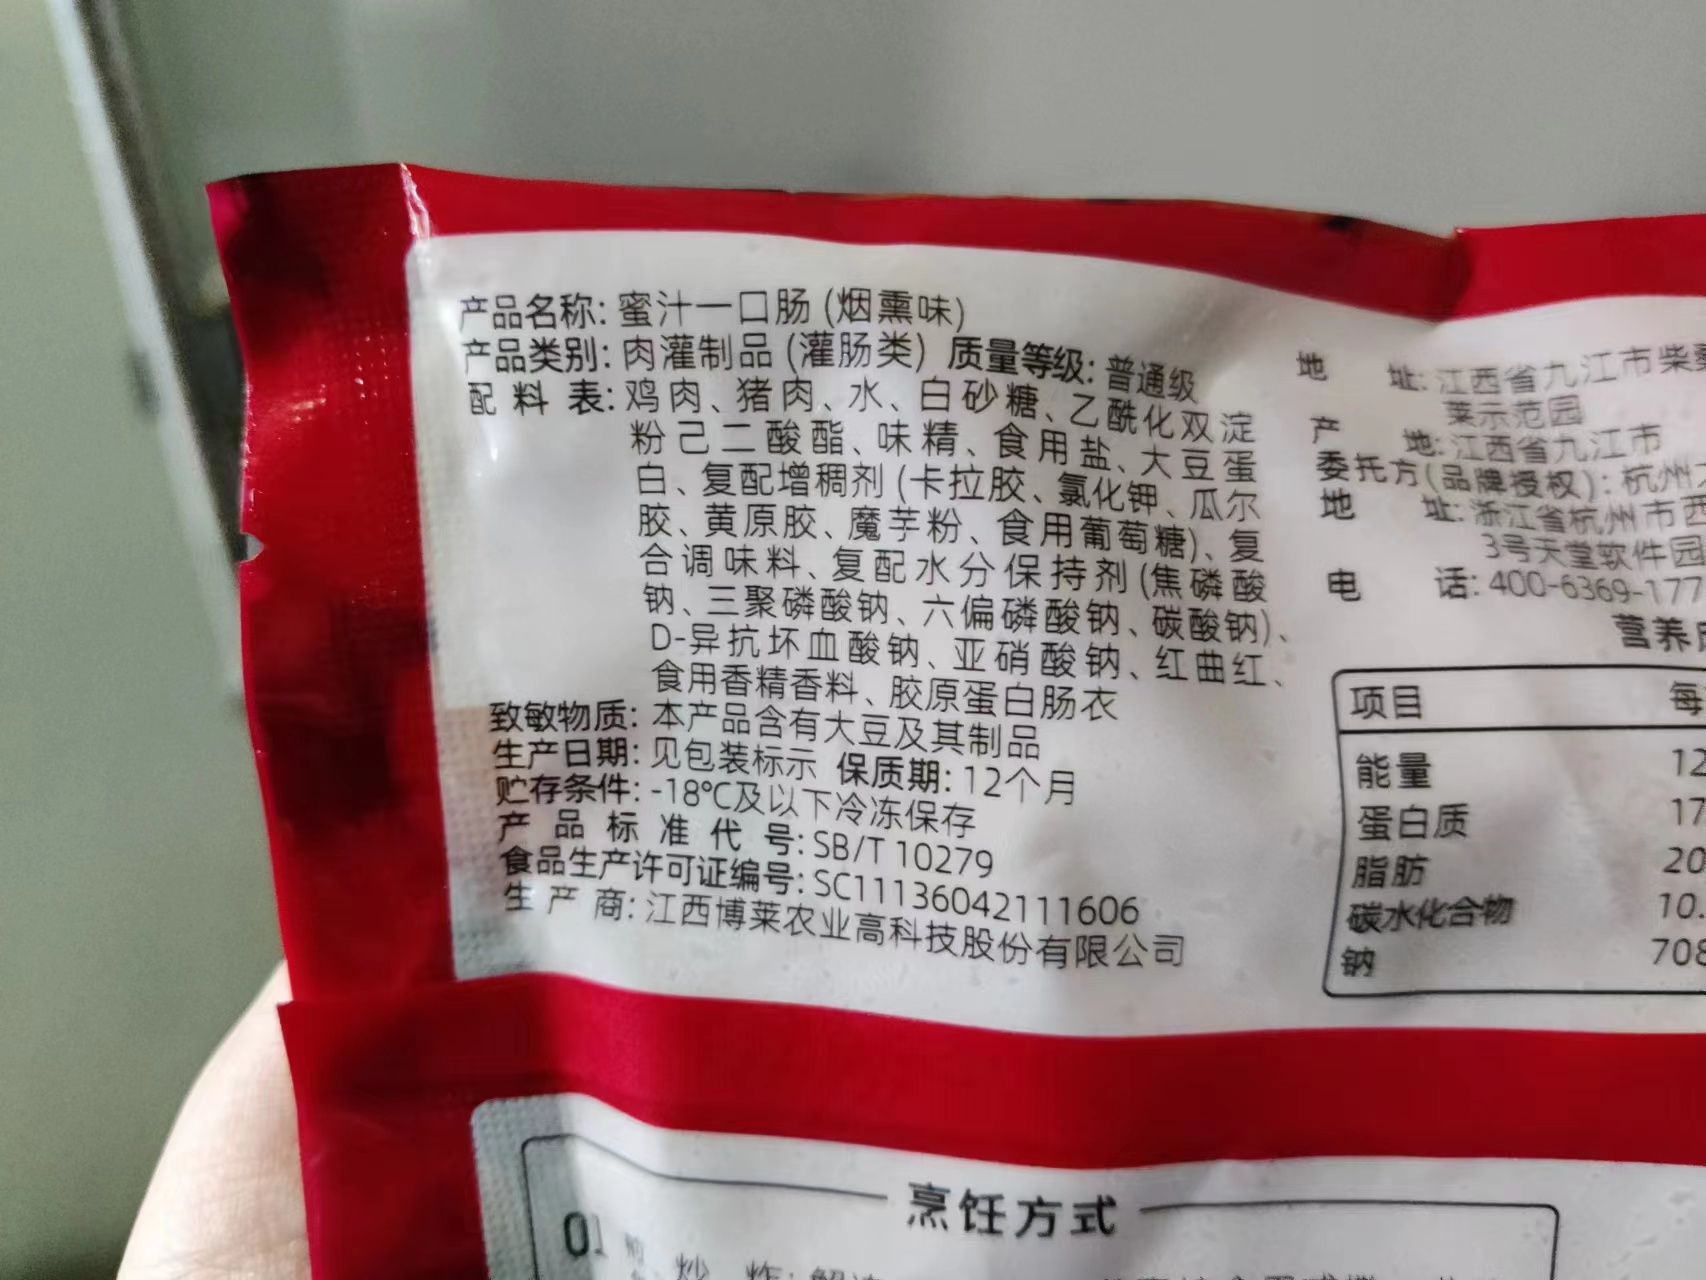 产品名称: 蜜汁一口肠 (烟熏味)
产品类别: 肉灌制品 (灌肠类) 质量等级: 普通级
配 料 表: 鸡肉、猪肉、水、白砂糖、乙酰化双淀
粉己二酸酯、味精、食用盐、大豆蛋
白、复配增稠剂 (卡拉胶、氯化钾、瓜尔
胶、黄原胶、魔芋粉、食用葡萄糖)、复
合调味料、复配水分保持剂 (焦磷酸
钠、三聚磷酸钠、六偏磷酸钠、碳酸钠)、
D-异抗坏血酸钠、亚硝酸钠、红曲红、
食用香精香料、胶原蛋白肠衣
致敏物质: 本产品含有大豆及其制品
生产日期: 见包装标示 保质期: 12个月
贮存条件: -18℃及以下冷冻保存
产品标准代号: SB/T 10279
食品生产许可证编号: SC11136042111606
生 产 商: 江西博莱农业高科技股份有限公司
地 址: 江西省九江市柴
莱示范园
产 地: 江西省九江市
委托方(品牌授权): 杭州
地 址: 浙江省杭州市西
3号天堂软件园
电 话: 400-6369-177
营养
项目 每
能量 12
蛋白质 17
脂肪 20
碳水化合物 10.
钠 708
烹饪方式
01 煎 炒 炸:解冻